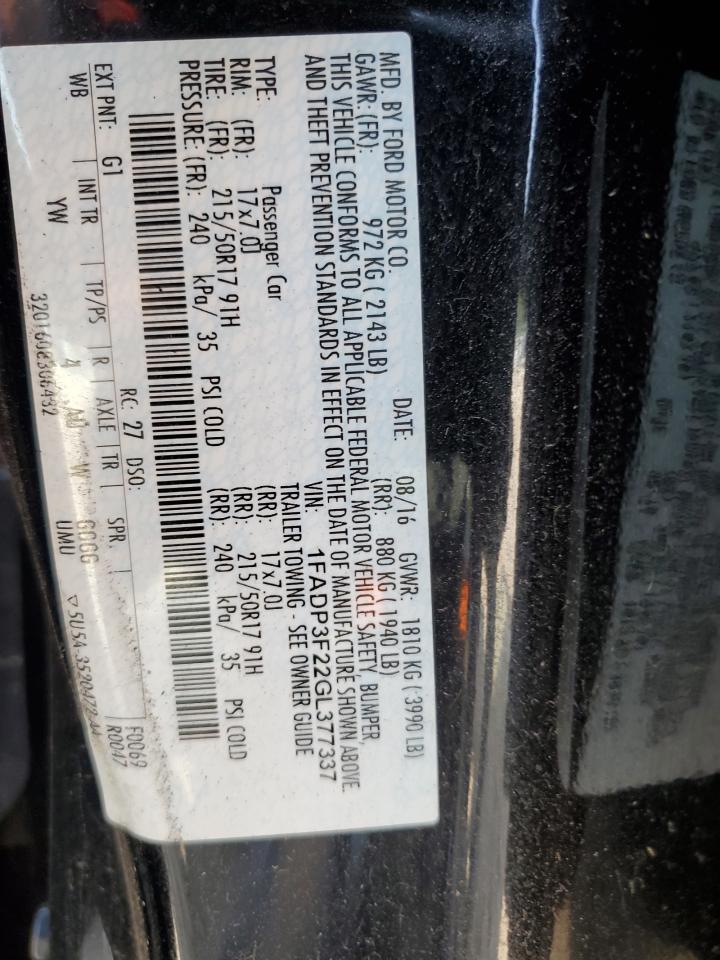 MFD. BY FORD MOTOR CO.
DATE: 08/16 GVWR: 1810 KG ( 3990 LB)
GAWR: (FR): 972 KG ( 2143 LB) (RR): 880 KG ( 1940 LB)
THIS VEHICLE CONFORMS TO ALL APPLICABLE FEDERAL MOTOR VEHICLE SAFETY, BUMPER,
AND THEFT PREVENTION STANDARDS IN EFFECT ON THE DATE OF MANUFACTURE SHOWN ABOVE.
VIN: 1FADP3F22GL377337
TYPE: Passenger Car TRAILER TOWING - SEE OWNER GUIDE
RIM: (FR): 17x7.0J (RR): 17x7.0J
TIRE: (FR): 215/50R17 91H (RR): 215/50R17 91H
PRESSURE: (FR): 240 kPa/ 35 PSI COLD (RR): 240 kPa/ 35 PSI COLD
EXT PNT: G1 RC: 27 DSO: F0069
WB INT TR TP/PS R AXLE TR SPR R0047
YW 4 GGGG
UMU